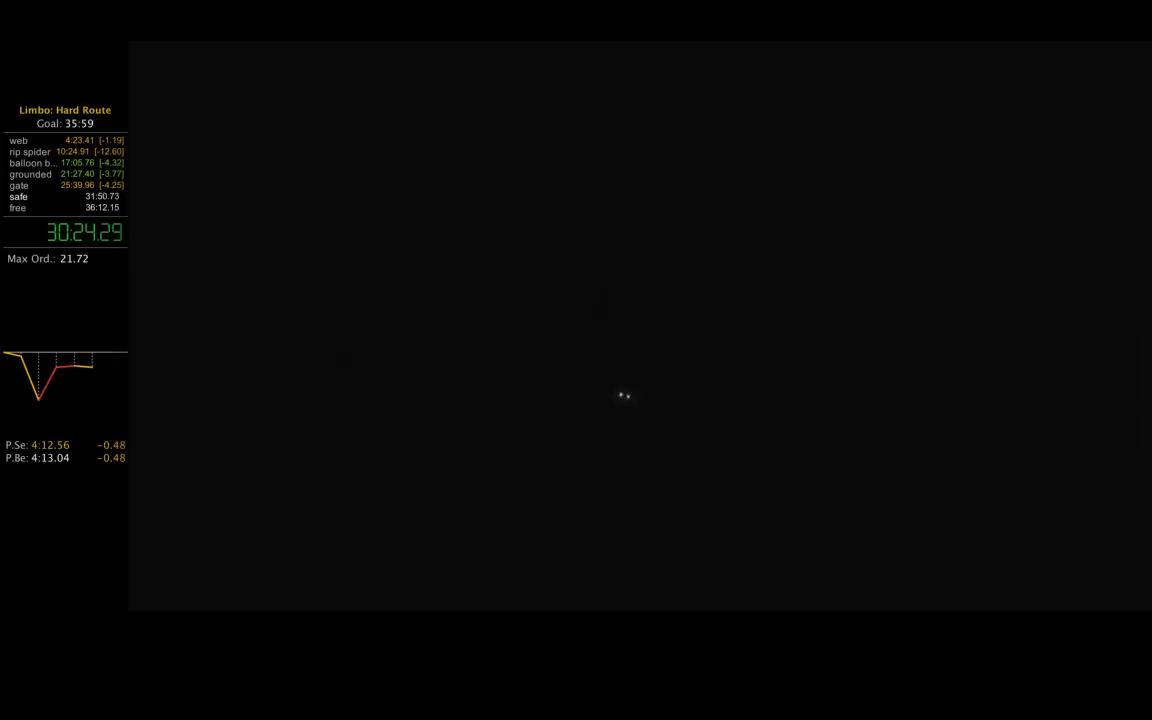 Limbo: Hard Route
Goal: 35:59
web 4:23.41 [-1.19]
rip spider 10:24.91 [-12.60]
balloon b... 17:05.76 [-4.32]
grounded 21:27.40 [-3.77]
gate 25:39.96 [-4.25]
safe 31:50.73
free 36:12.15
30:24.29
Max Ord.: 21.72
P.Se: 4:12.56 -0.48
P.Be: 4:13.04 -0.48